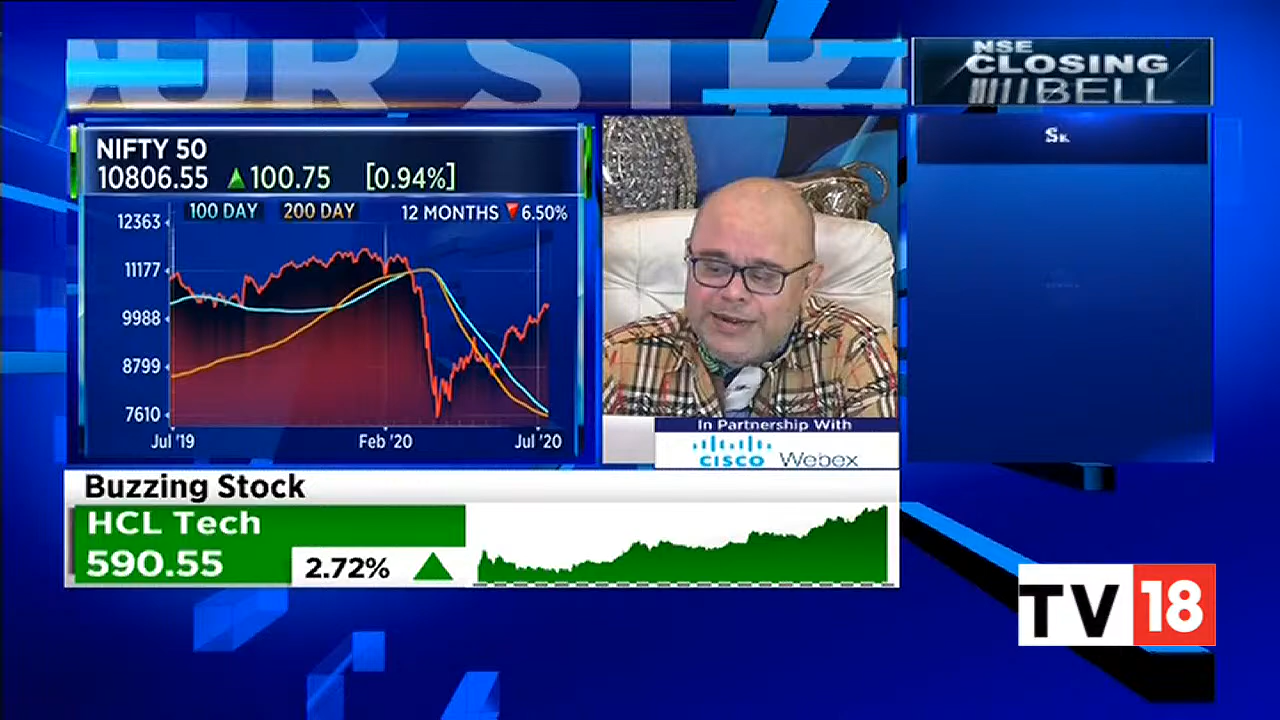 NSE
CLOSING
BELL
NIFTY 50
10806.55 ▲100.75 [0.94%]
100 DAY 200 DAY 12 MONTHS ▼6.50%
12363
11177
9988
8799
7610
Jul '19 Feb '20 Jul '20
In Partnership With
CISCO Webex
Buzzing Stock
HCL Tech
590.55 2.72% ▲
TV18